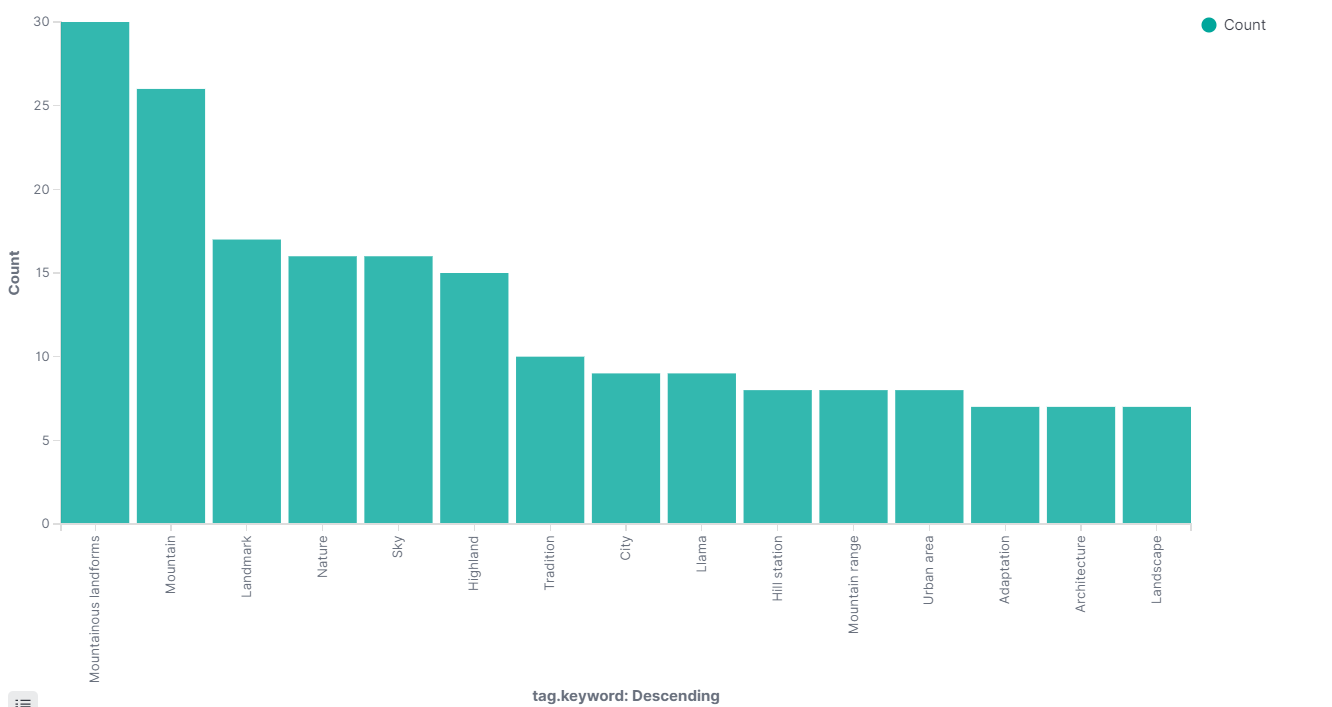 30
25
20
15
10
5
0
Count
Count
Mountainous landforms
Mountain
Landmark
Nature
Sky
Highland
Tradition
City
Llama
Hill station
Mountain range
Urban area
Adaptation
Architecture
Landscape
tag.keyword: Descending